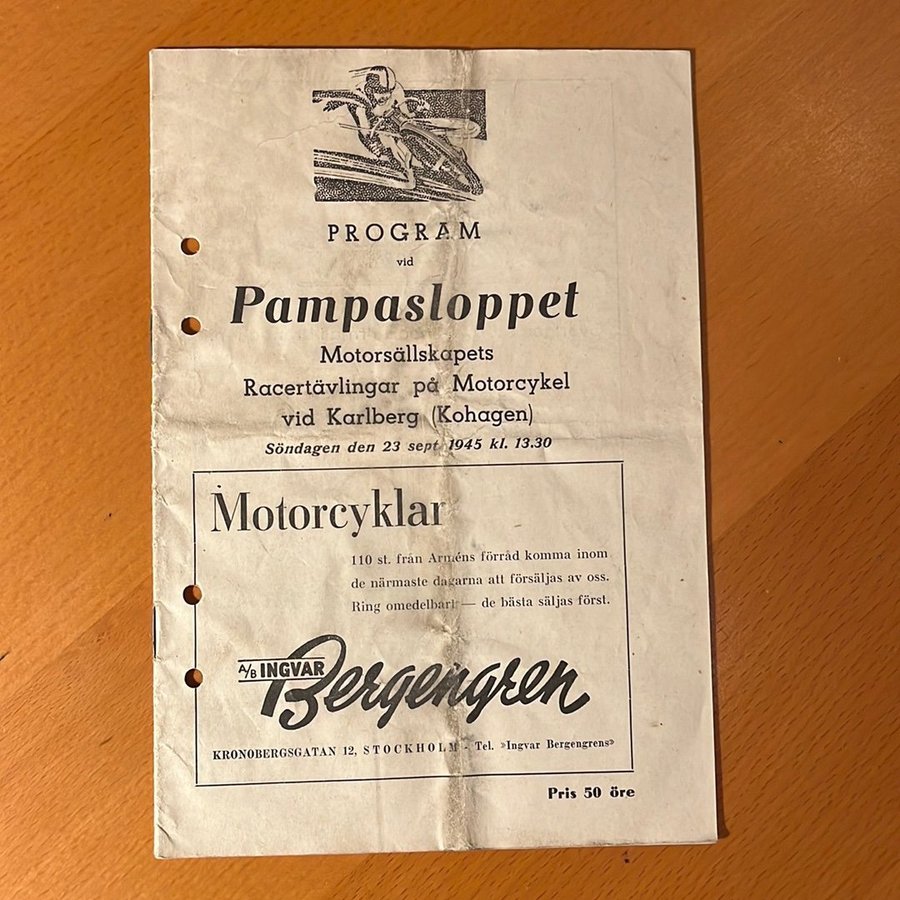 PROGRAM
vid
Pampasloppet
Motorsällskapets
Racertävlingar på Motorcykel
vid Karlberg (Kohagen)
Söndagen den 23 sept. 1945 kl. 13.30
Motorcyklar
110 st. från Arméns förråd komma inom
de närmaste dagarna att försäljas av oss.
Ring omedelbart — de bästa säljas först.
A/B INGVAR
Bergengren
KRONOBERGSGATAN 12, STOCKHOLM - Tel. »Ingvar Bergengrens»
Pris 50 öre